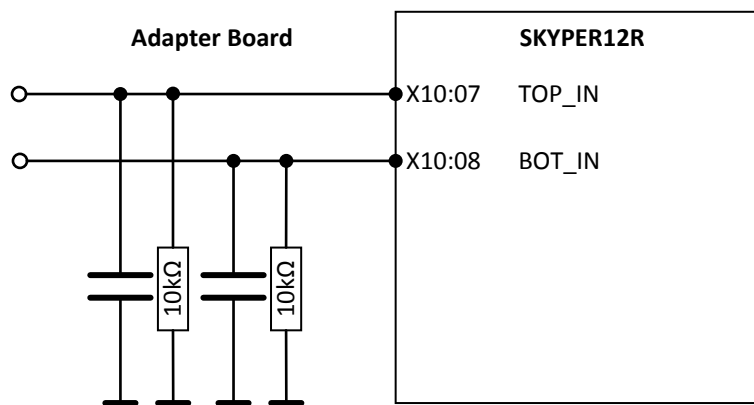 Adapter Board
SKYPER12R
X10:07 TOP_IN
X10:08 BOT_IN
10kΩ
10kΩ